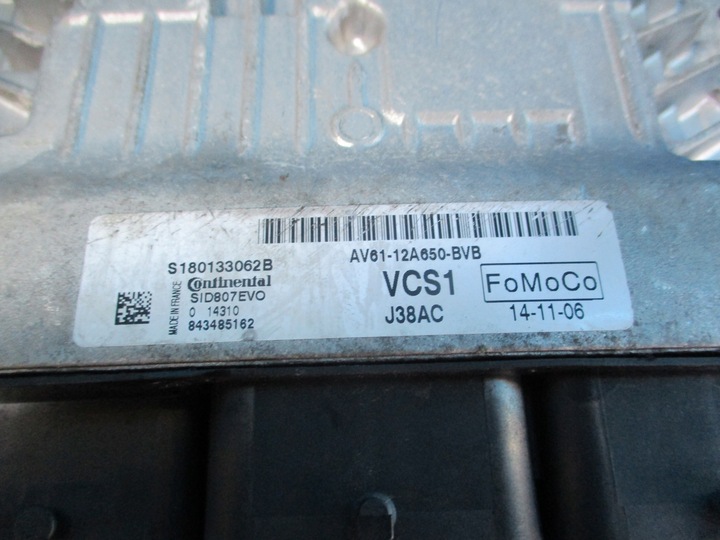 S180133062B
Continental
SID807EVO
0 14310
843485162
MADE IN FRANCE
AV61-12A650-BVB
VCS1
FoMoCo
J38AC
14-11-06